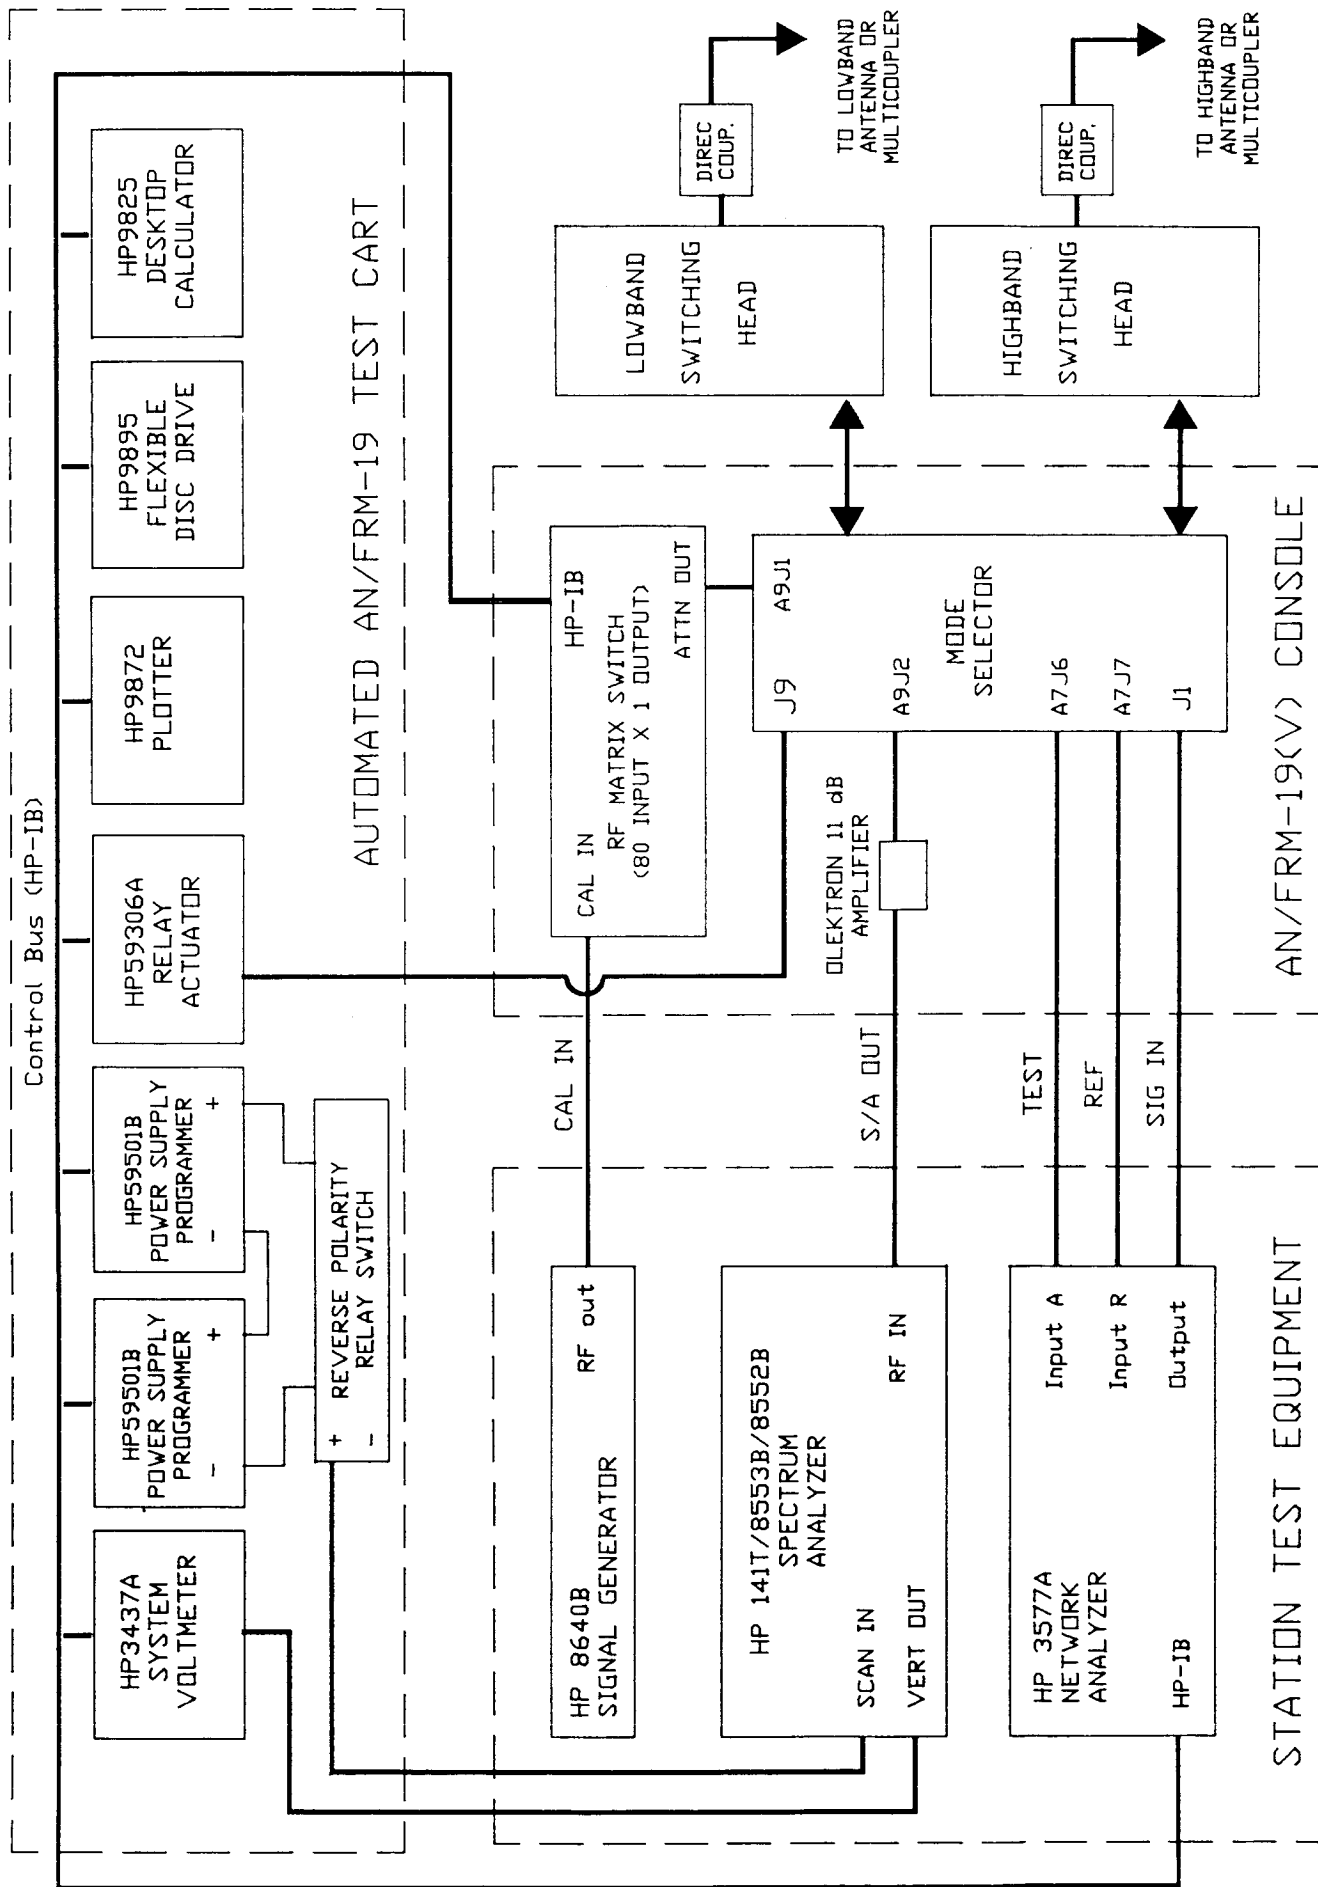 Control Bus (HP-IB)
HP3437A
SYSTEM
VOLTMETER
HP59501B
POWER SUPPLY
PROGRAMMER
- +
HP59501B
POWER SUPPLY
PROGRAMMER
- +
HP59306A
RELAY
ACTUATOR
HP9872
PLOTTER
HP9895
FLEXIBLE
DISC DRIVE
HP9825
DESKTOP
CALCULATOR
+ REVERSE POLARITY
- RELAY SWITCH
AUTOMATED AN/FRM-19 TEST CART
HP 8640B
SIGNAL GENERATOR
RF out
CAL IN
CAL IN
HP-IB
RF MATRIX SWITCH
(80 INPUT X 1 OUTPUT)
ATTN OUT
LOWBAND
SWITCHING
HEAD
DIREC
COUP.
TO LOWBAND
ANTENNA OR
MULTICOUPLER
HP 141T/8553B/8552B
SPECTRUM
ANALYZER
SCAN IN
VERT OUT
RF IN
S/A OUT
OLEKTRON 11 dB
AMPLIFIER
J9
A9J1
A9J2
MODE
SELECTOR
A7J6
A7J7
J1
HIGHBAND
SWITCHING
HEAD
DIREC
COUP.
TO HIGHBAND
ANTENNA OR
MULTICOUPLER
HP 3577A
NETWORK
ANALYZER
HP-IB
Input A
Input R
Output
TEST
REF
SIG IN
STATION TEST EQUIPMENT
AN/FRM-19(V) CONSOLE